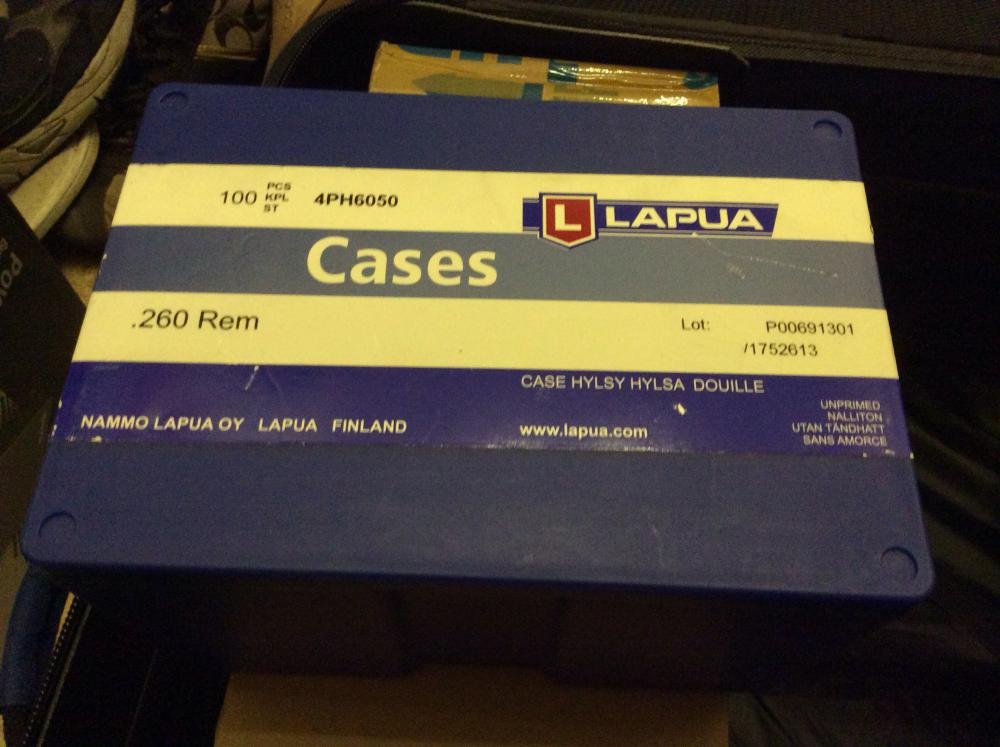 100 PCS
KPL
ST
4PH6050
L LAPUA
Cases
.260 Rem
Lot: P00691301
/1752613
CASE HYLSY HYLSA DOUILLE
NAMMO LAPUA OY LAPUA FINLAND
www.lapua.com
UNPRIMED
NALLITON
UTAN TÄNDHATT
SANS AMORCE